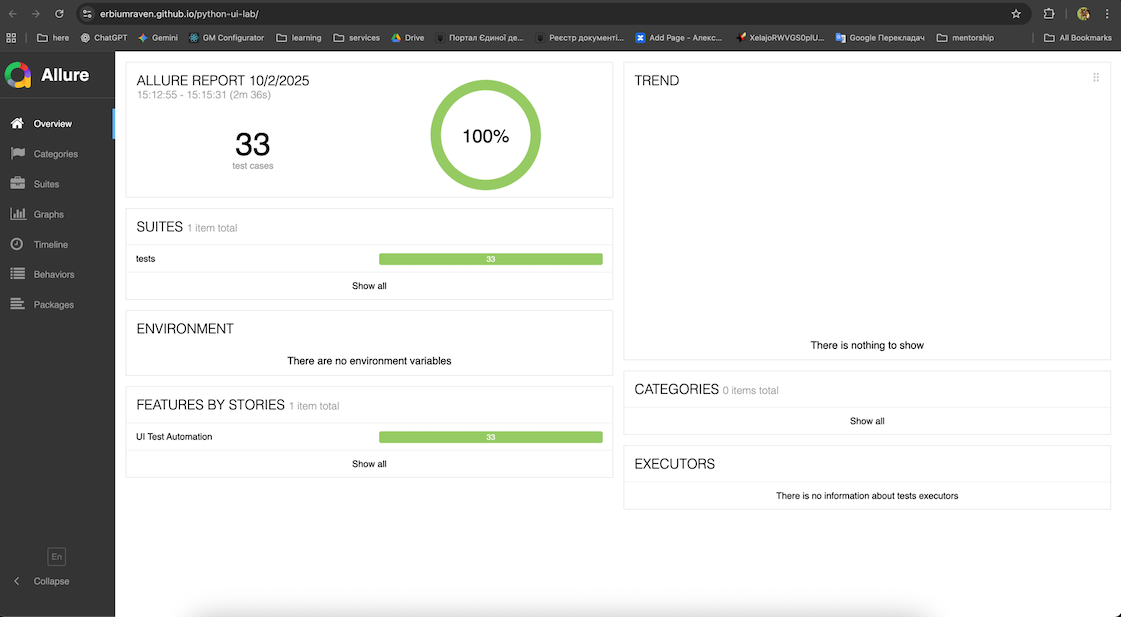 erbiumraven.github.io/python-ui-lab/
here
ChatGPT
Gemini
GM Configurator
learning
services
Drive
Портал Єдиної де...
Реєстр документі...
Add Page – Алекс...
Google Перекладач
mentorship
All Bookmarks
Allure
Overview
Categories
Suites
Graphs
Timeline
Behaviors
Packages
En
Collapse
ALLURE REPORT 10/2/2025
15:12:55 - 15:15:31 (2m 36s)
33
test cases
100%
SUITES 1 item total
tests 33
Show all
ENVIRONMENT
There are no environment variables
FEATURES BY STORIES 1 item total
UI Test Automation 33
Show all
TREND
There is nothing to show
CATEGORIES 0 items total
Show all
EXECUTORS
There is no information about tests executors